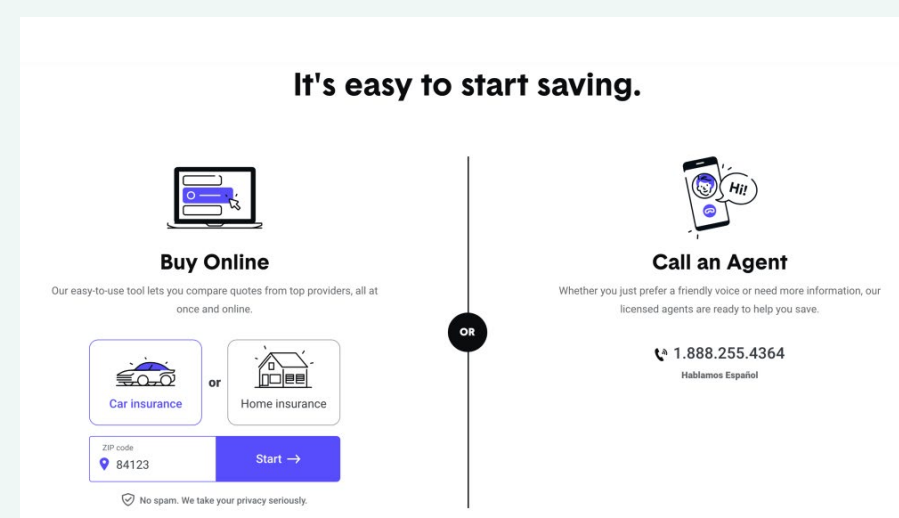 It's easy to start saving.
Buy Online
Our easy-to-use tool lets you compare quotes from top providers, all at
once and online.
Car insurance
or
Home insurance
ZIP code
84123
Start →
No spam. We take your privacy seriously.
OR
Hi!
Call an Agent
Whether you just prefer a friendly voice or need more information, our
licensed agents are ready to help you save.
1.888.255.4364
Hablamos Español